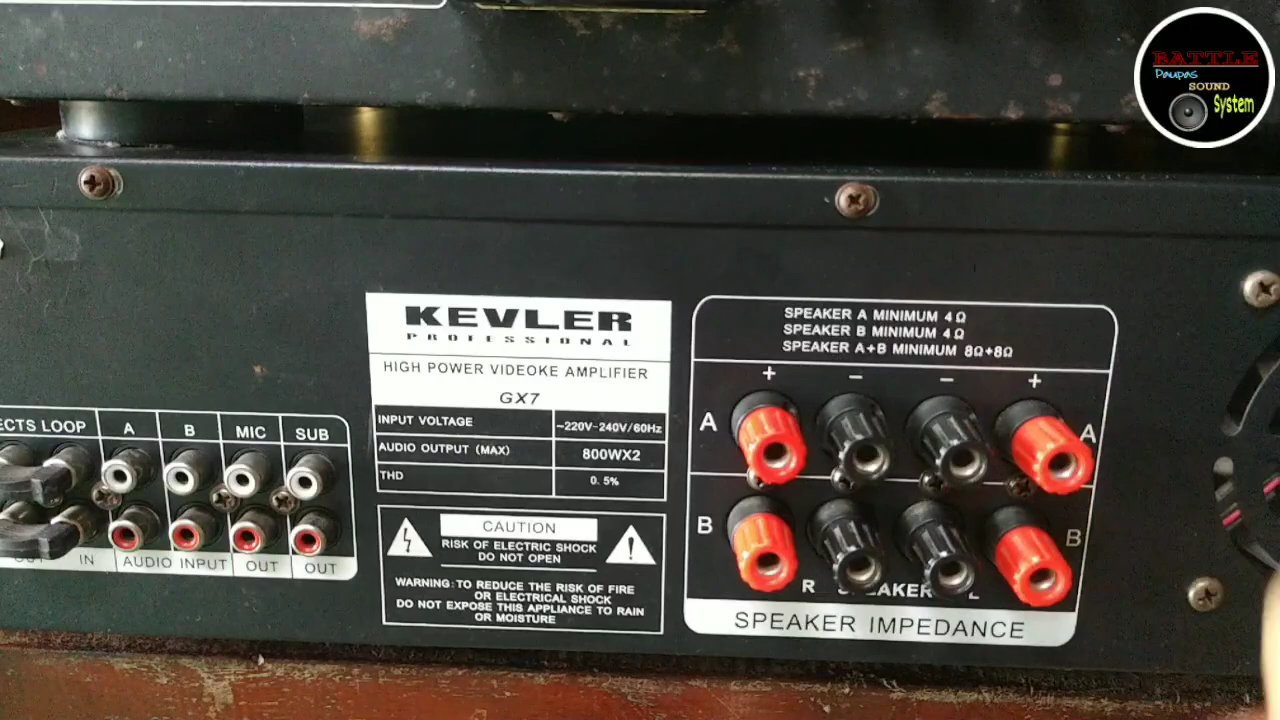 BATTLE
Paupas
SOUND
System
KEVLER
PROFESSIONAL
HIGH POWER VIDEOKE AMPLIFIER
GX7
INPUT VOLTAGE ~220V-240V/60Hz
AUDIO OUTPUT (MAX) 800WX2
THD 0.5%
CAUTION
RISK OF ELECTRIC SHOCK
DO NOT OPEN
WARNING: TO REDUCE THE RISK OF FIRE
OR ELECTRICAL SHOCK
DO NOT EXPOSE THIS APPLIANCE TO RAIN
OR MOISTURE
SPEAKER A MINIMUM 4Ω
SPEAKER B MINIMUM 4Ω
SPEAKER A+B MINIMUM 8Ω+8Ω
+ − − +
A A
B B
R SPEAKER L
SPEAKER IMPEDANCE
ECTS LOOP A B MIC SUB
OUT IN AUDIO INPUT OUT OUT